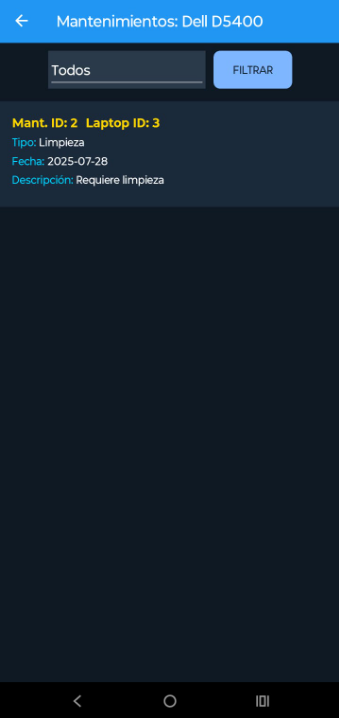 Mantenimientos: Dell D5400
Todos
FILTRAR
Mant. ID: 2 Laptop ID: 3
Tipo: Limpieza
Fecha: 2025-07-28
Descripción: Requiere limpieza